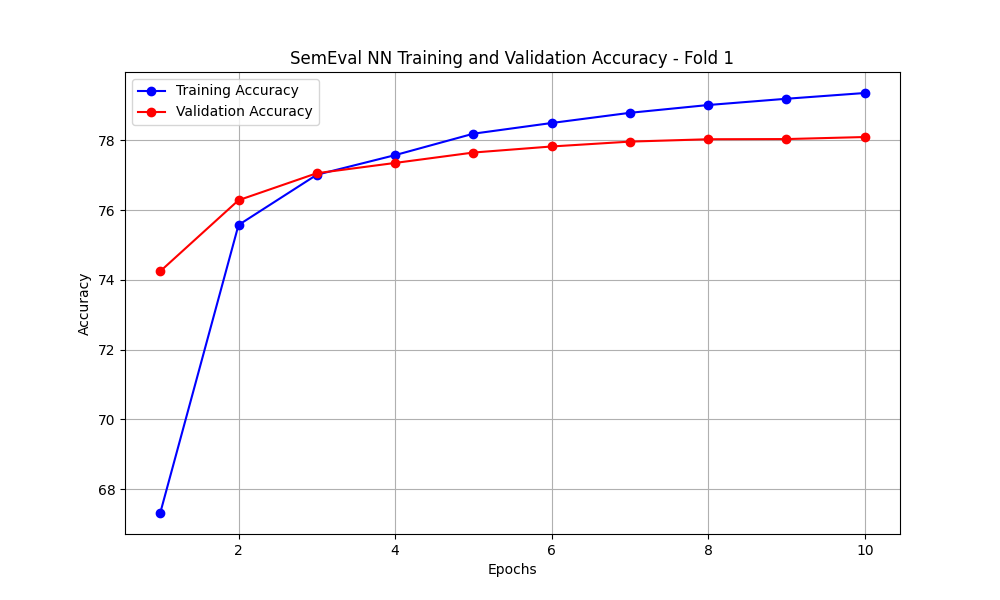 SemEval NN Training and Validation Accuracy - Fold 1
Training Accuracy
Validation Accuracy
78
76
74
72
70
68
Accuracy
2 4 6 8 10
Epochs